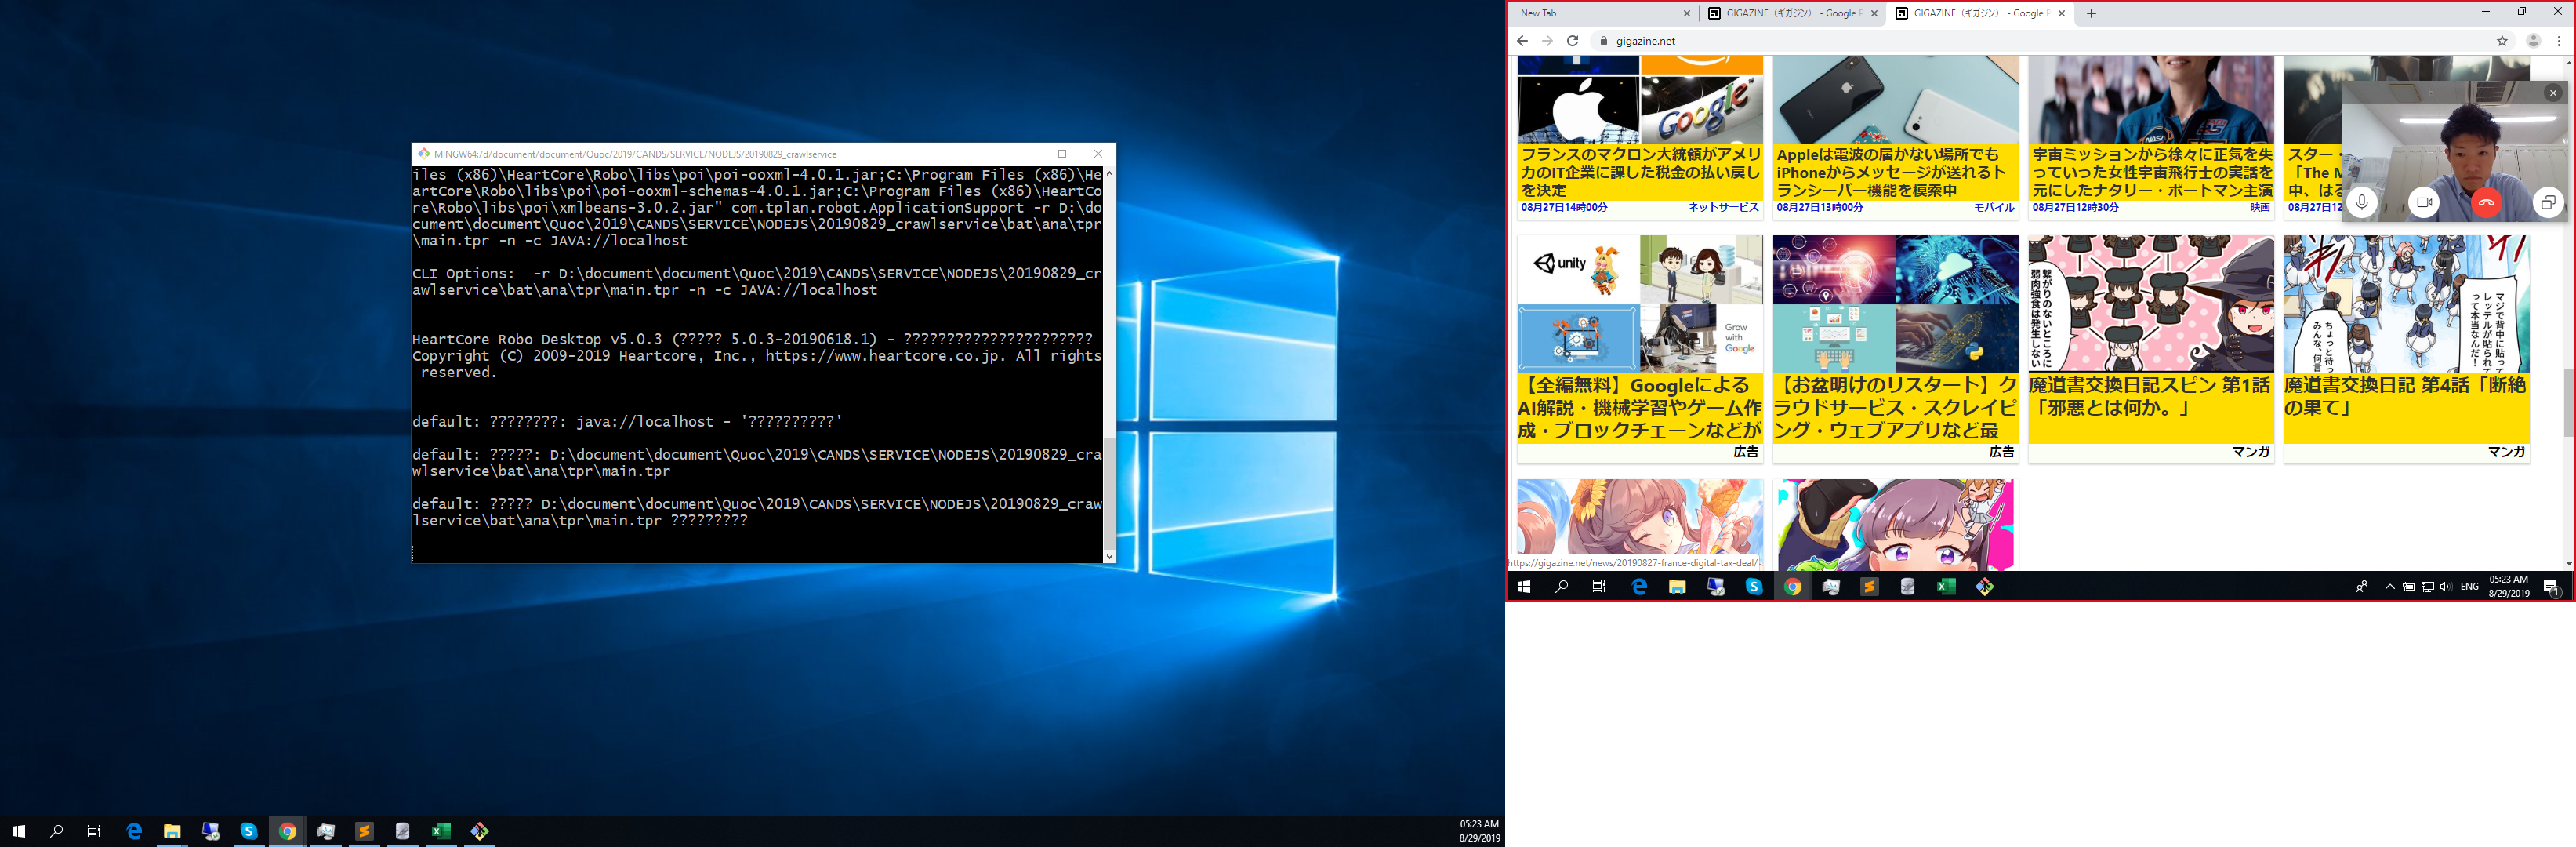 MINGW64:/d/document/document/Quoc/2019/CANDS/SERVICE/NODEJS/20190829_crawlservice
iles (x86)\HeartCore\Robo\libs\poi\poi-ooxml-4.0.1.jar;C:\Program Files (x86)\He
artCore\Robo\libs\poi\poi-ooxml-schemas-4.0.1.jar;C:\Program Files (x86)\HeartCo
re\Robo\libs\poi\xmlbeans-3.0.2.jar" com.tplan.robot.ApplicationSupport -r D:\do
cument\document\Quoc\2019\CANDS\SERVICE\NODEJS\20190829_crawlservice\bat\ana\tpr
\main.tpr -n -c JAVA://localhost
CLI Options:  -r D:\document\document\Quoc\2019\CANDS\SERVICE\NODEJS\20190829_cr
awlservice\bat\ana\tpr\main.tpr -n -c JAVA://localhost
HeartCore Robo Desktop v5.0.3 (????? 5.0.3-20190618.1) - ??????????????????????
Copyright (C) 2009-2019 Heartcore, Inc., https://www.heartcore.co.jp. All rights
 reserved.
default: ????????: java://localhost - '??????????'
default: ?????: D:\document\document\Quoc\2019\CANDS\SERVICE\NODEJS\20190829_cra
wlservice\bat\ana\tpr\main.tpr
default: ????? D:\document\document\Quoc\2019\CANDS\SERVICE\NODEJS\20190829_craw
lservice\bat\ana\tpr\main.tpr ?????????
05:23 AM
8/29/2019
New Tab
GIGAZINE（ギガジン） - Google
GIGAZINE（ギガジン） - Google
gigazine.net
Google
フランスのマクロン大統領がアメリ
カのIT企業に課した税金の払い戻し
を決定
08月27日14時00分 ネットサービス
Appleは電波の届かない場所でも
iPhoneからメッセージが送れるト
ランシーバー機能を模索中
08月27日13時00分 モバイル
宇宙ミッションから徐々に正気を失
っていった女性宇宙飛行士の実話を
元にしたナタリー・ポートマン主演
08月27日12時30分 映画
スター
「The M
中、はる
08月27日12
unity
Grow
with
Google
【全編無料】Googleによる
AI解説・機械学習やゲーム作
成・ブロックチェーンなどが
広告
【お盆明けのリスタート】ク
ラウドサービス・スクレイピ
ング・ウェブアプリなど最
広告
繋がりのないところに
弱肉強食は発生しない
魔道書交換日記スピン 第1話
「邪悪とは何か。」
マンガ
マジで背中に貼って
レッテルが貼られて
って本当なんだ！
ちょっと待って
みんな、何言
魔道書交換日記 第4話「断絶
の果て」
マンガ
https://gigazine.net/news/20190827-france-digital-tax-deal/
ENG
05:23 AM
8/29/2019
1